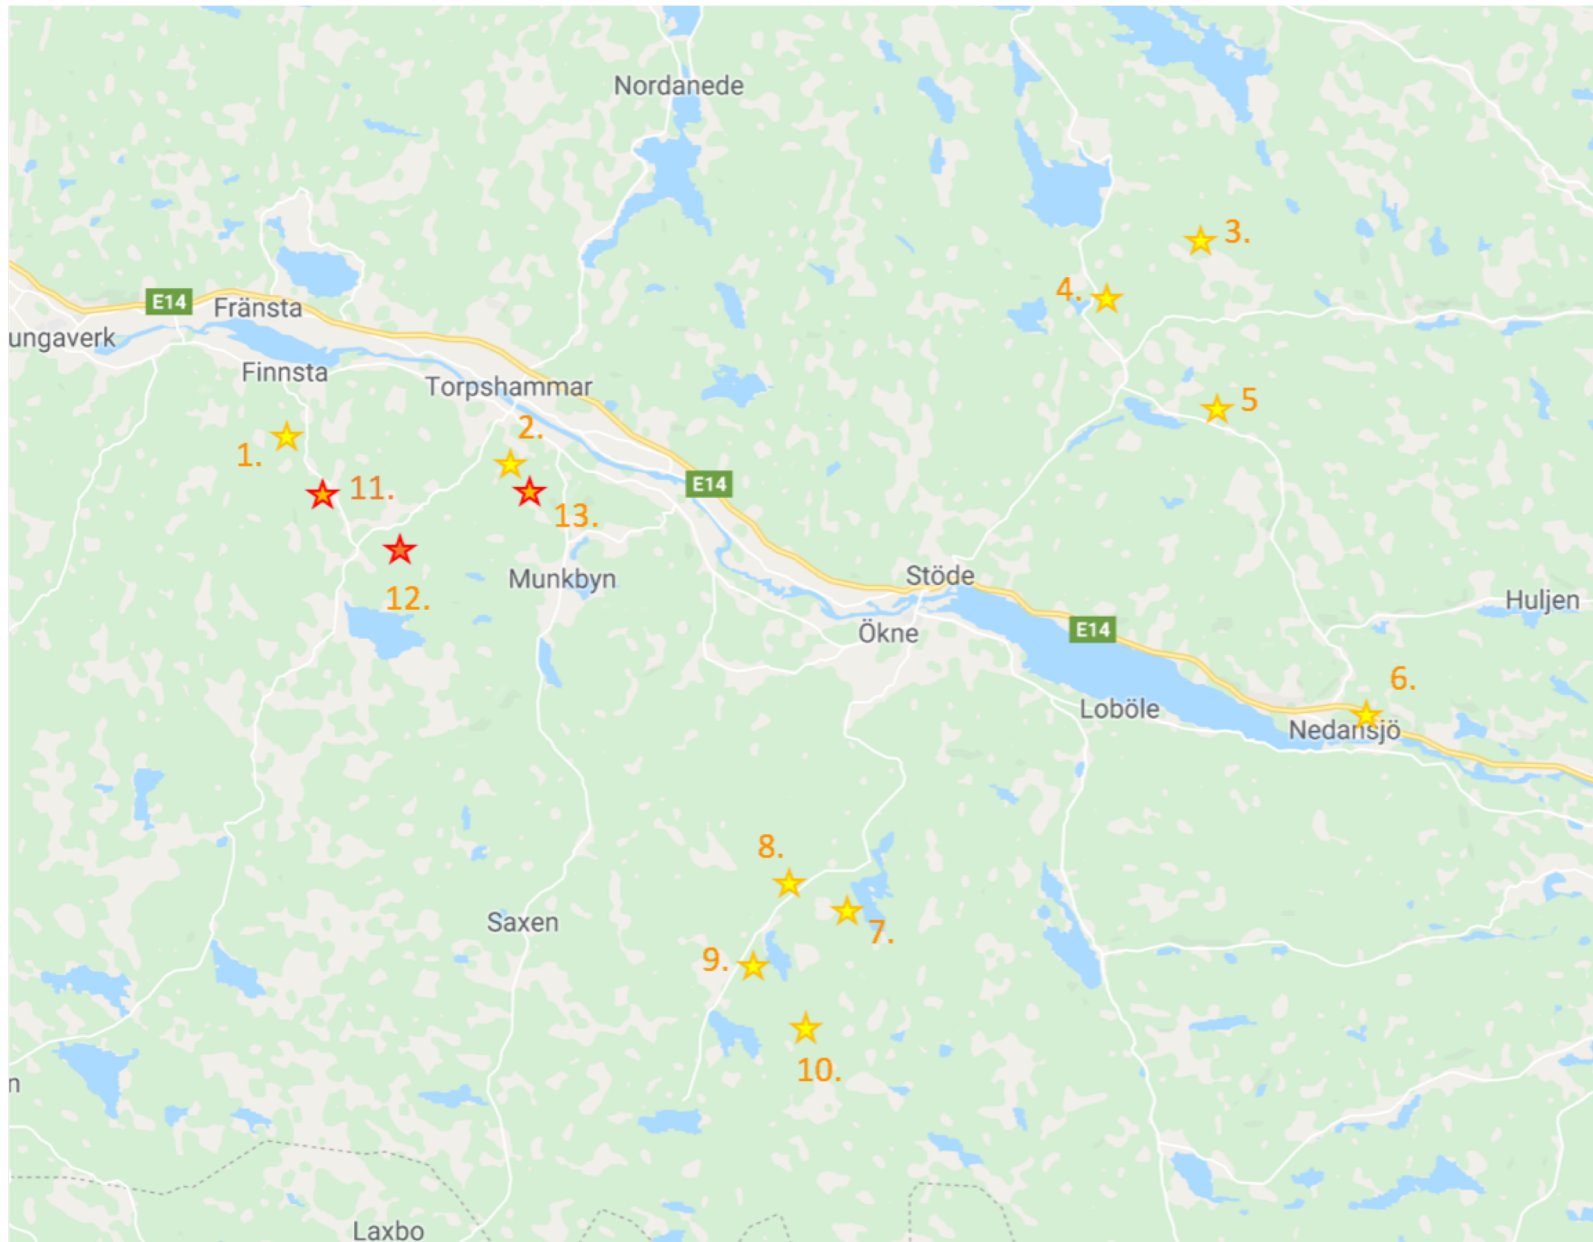 Nordanede
3.
4.
E14
Fränsta
ungaverk
Finnsta
Torpshammar
5
2.
1.
11.
E14
13.
Stöde
Munkbyn
12.
Huljen
Ökne
E14
6.
Loböle
Nedansjö
8.
Saxen
7.
9.
10.
n
Laxbo